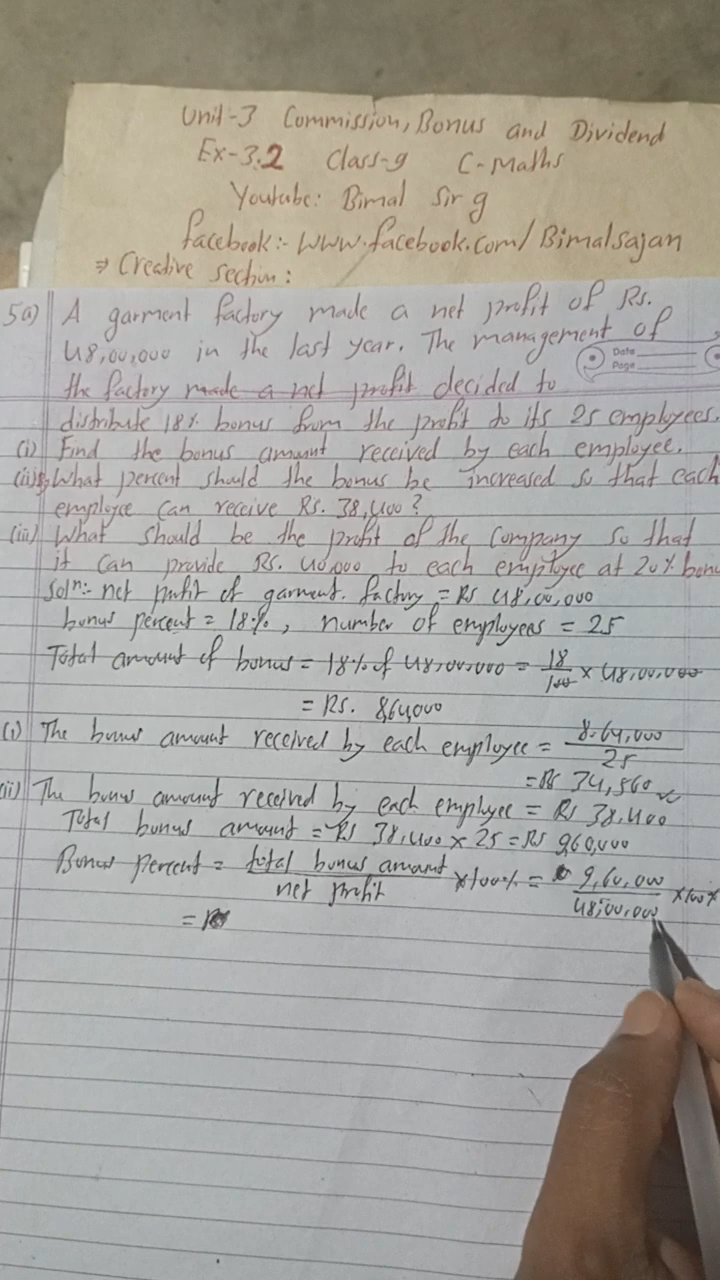 Unit-3 Commission, Bonus and Dividend
Ex-3.2 Class-9 C-Maths
Youtube: Bimal Sir g
facebook:- www.facebook.com/Bimalsajan
⇒ Creative section:
5a) A garment factory made a net profit of Rs.
48,00,000 in the last year. The management of
Date
Page
the factory made a net profit decided to
distribute 18% bonus from the profit to its 25 employees.
(i) Find the bonus amount received by each employee.
(ii) What percent should the bonus be increased so that each
employee can receive Rs. 38,400?
(iii) What should be the profit of the company so that
it can provide Rs. 40,000 to each employee at 20% bonu
Solⁿ:- net profit of garment factory = Rs 48,00,000
bonus percent = 18%, number of employees = 25
Total amount of bonus = 18% of 48,00,000 = 18/100 × 48,00,000
= Rs. 8,64,000
(i) The bonus amount received by each employee = 8,64,000/25
= Rs 34,560
(ii) The bonus amount received by each employee = Rs 38,400
Total bonus amount = Rs 38,400 × 25 = Rs 9,60,000
Bonus Percent = total bonus amount/net profit × 100% = 9,60,000/48,00,000 × 100%
=